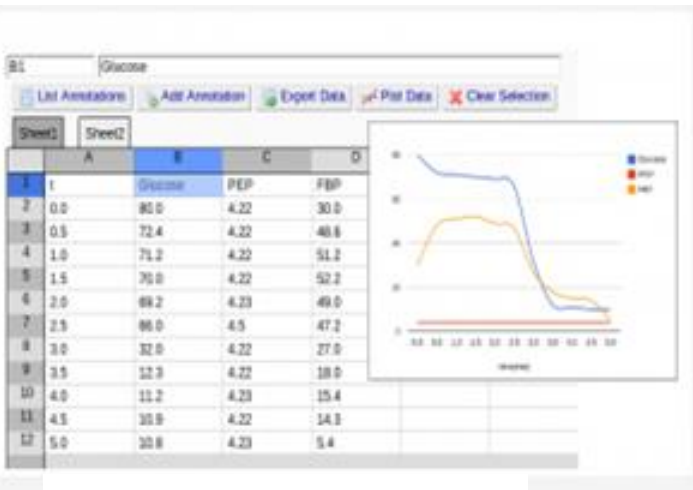 B1 Glucose
List Annotations Add Annotation Export Data Plot Data Clear Selection
Sheet1 Sheet2
A B C D
1 t Glucose PEP FBP
2 0.0 80.0 4.22 30.0
3 0.5 72.4 4.22 48.6
4 1.0 71.2 4.22 51.2
5 1.5 70.0 4.22 52.2
6 2.0 69.2 4.23 49.0
7 2.5 66.0 4.5 47.2
8 3.0 32.0 4.22 27.0
9 3.5 12.3 4.22 18.0
10 4.0 11.2 4.23 15.4
11 4.5 10.9 4.22 14.3
12 5.0 10.8 4.23 5.4
Glucose
PEP
FBP
0